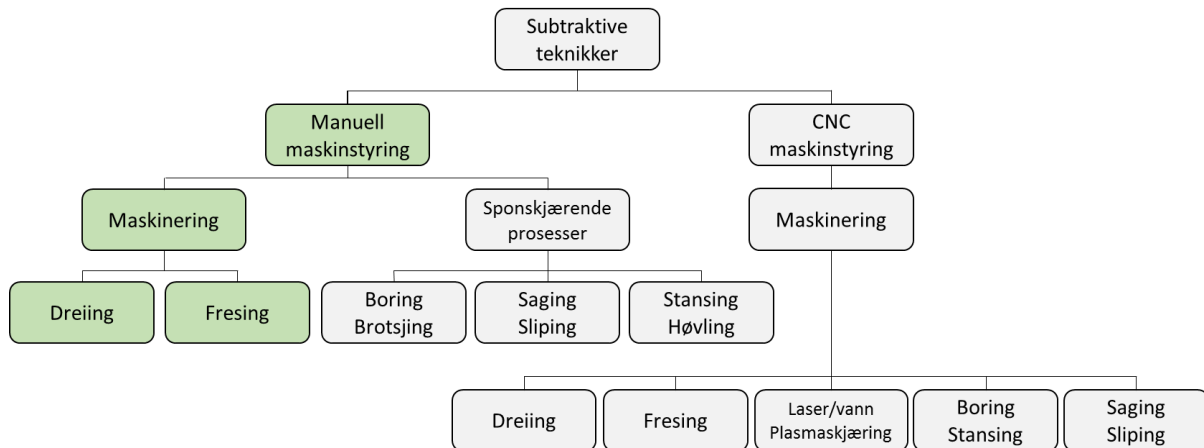 Subtraktive
teknikker
Manuell
maskinstyring
CNC
maskinstyring
Maskinering
Sponskjærende
prosesser
Maskinering
Dreiing
Fresing
Boring
Brotsjing
Saging
Sliping
Stansing
Høvling
Dreiing
Fresing
Laser/vann
Plasmaskjæring
Boring
Stansing
Saging
Sliping